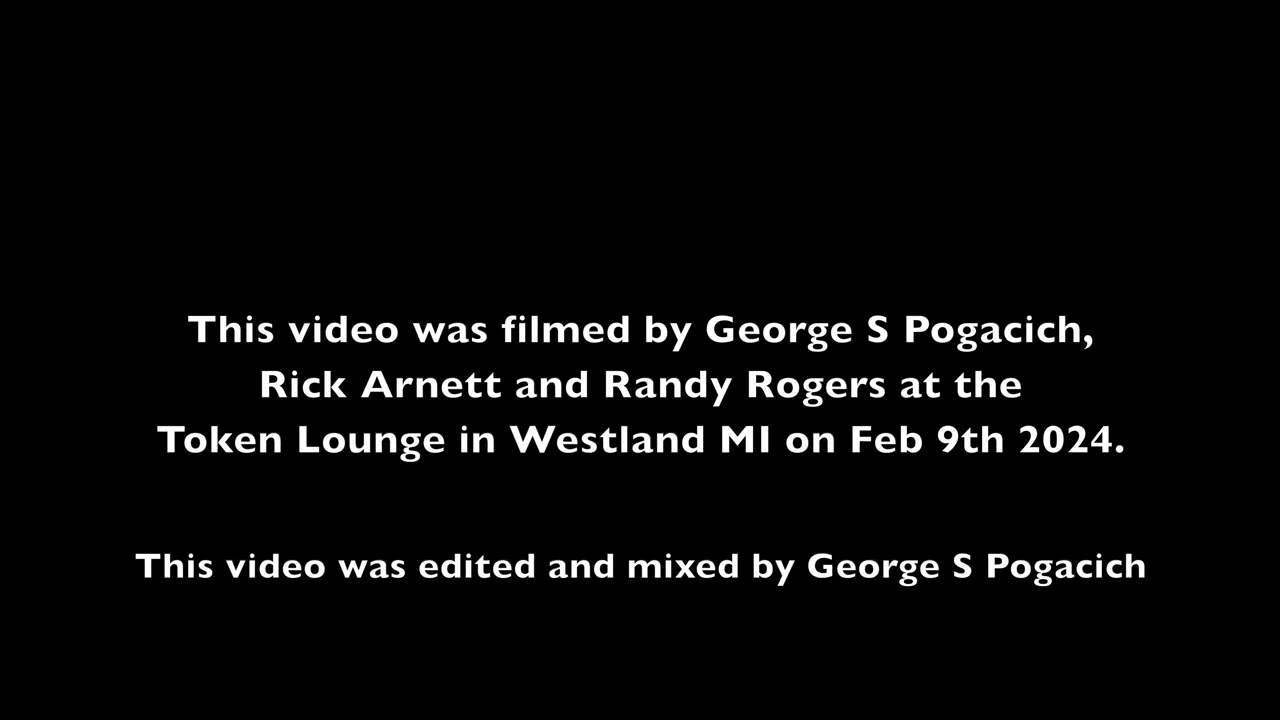 This video was filmed by George S Pogacich,
Rick Arnett and Randy Rogers at the
Token Lounge in Westland MI on Feb 9th 2024.
This video was edited and mixed by George S Pogacich